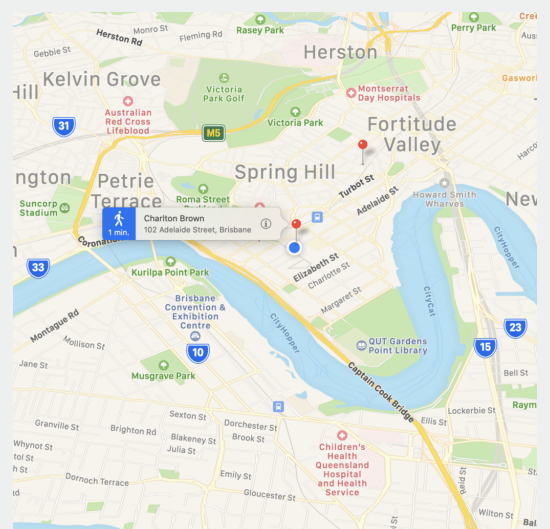 Herston Rd
Monro St
Fleming Rd
Rasey Park
Perry Park
Gebbie St
Herston
Kelvin Grove
Victoria
Park Golf
Montserrat
Day Hospitals
Australian
Red Cross
Lifeblood
31
M5
Victoria Park
Fortitude
Valley
Spring Hill
Petrie
Terrace
Roma Street
Turbot St
Adelaide St
Howard Smith
Wharves
Suncorp
Stadium
1 min.
Charlton Brown
102 Adelaide Street, Brisbane
33
Kurilpa Point Park
Elizabeth St
Charlotte St
Margaret St
CityHopper
CityCat
Brisbane
Convention &
Exhibition
Centre
CityHopper
Montague Rd
Mollison St
10
QUT Gardens
Point Library
23
15
Jane St
Musgrave Park
Captain Cook Bridge
Bell St
Sexton St
Lockerbie St
Ellis St
Granville St
Brighton Rd
Blakeney St
Julia St
Dorchester St
Brook St
Whynot St
Children's
Health
Queensland
Hospital
and Health
Service
Emily St
Dornoch Terrace
Gloucester St
Wilton St